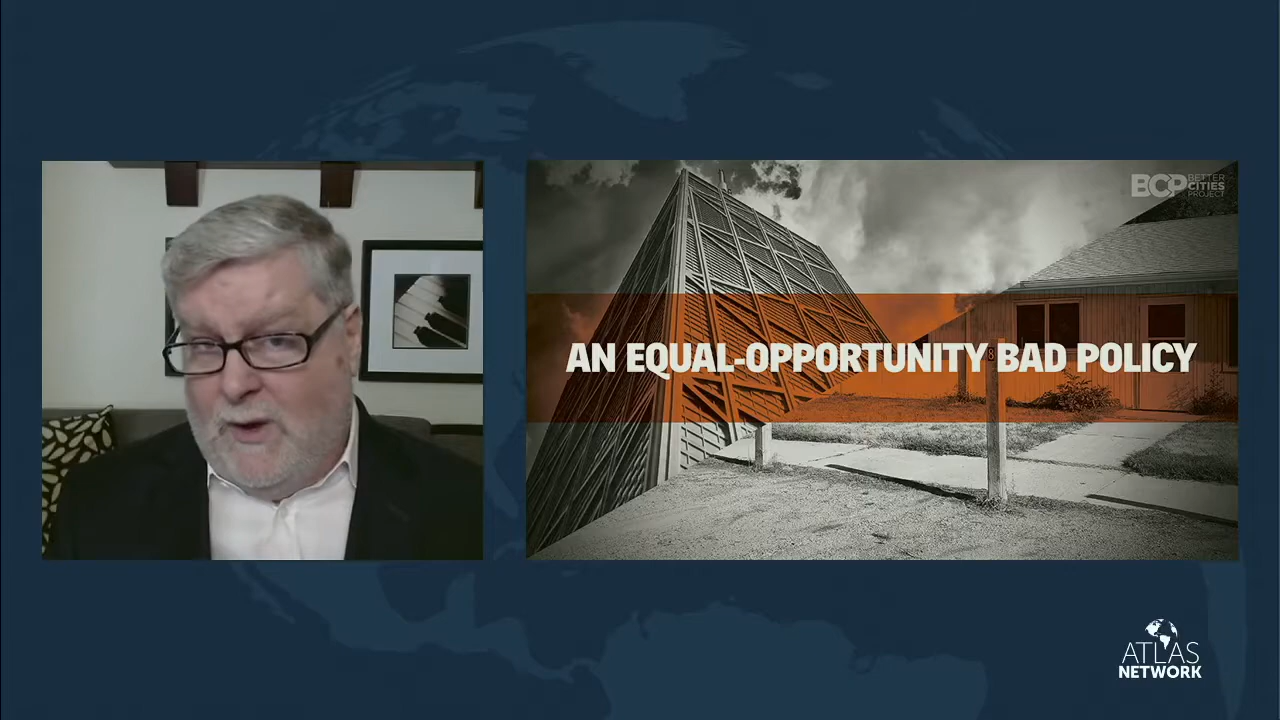 BCP BETTER
CITIES
PROJECT
AN EQUAL-OPPORTUNITY BAD POLICY
ATLAS
NETWORK